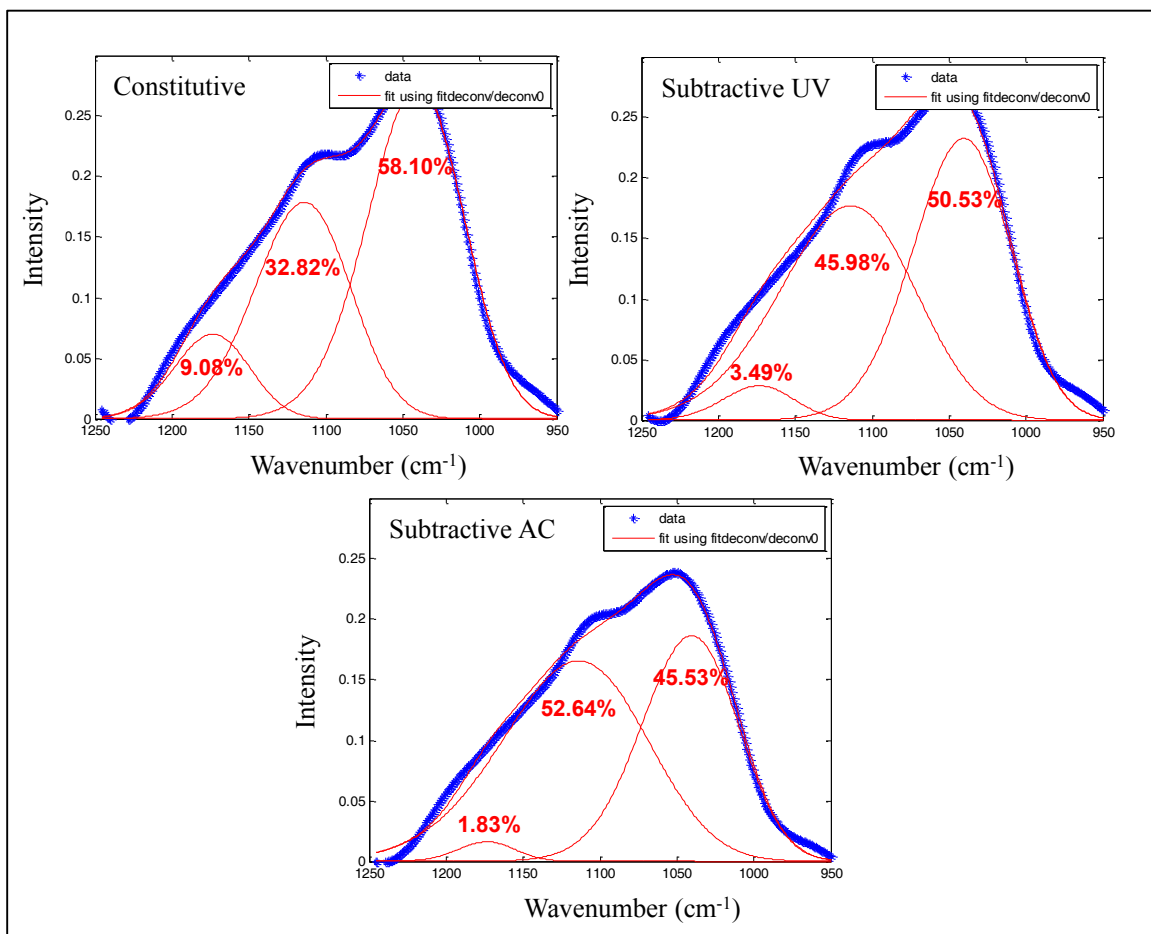 Constitutive
data
fit using fitdeconv/deconv0
0.25
0.2
0.15
0.1
0.05
0
58.10%
32.82%
9.08%
1250 1200 1150 1100 1050 1000 950
Intensity
Wavenumber (cm-1)
Subtractive UV
data
fit using fitdeconv/deconv0
0.25
0.2
0.15
0.1
0.05
0
50.53%
45.98%
3.49%
1250 1200 1150 1100 1050 1000 950
Intensity
Wavenumber (cm-1)
Subtractive AC
data
fit using fitdeconv/deconv0
0.25
0.2
0.15
0.1
0.05
0
45.53%
52.64%
1.83%
1250 1200 1150 1100 1050 1000 950
Intensity
Wavenumber (cm-1)